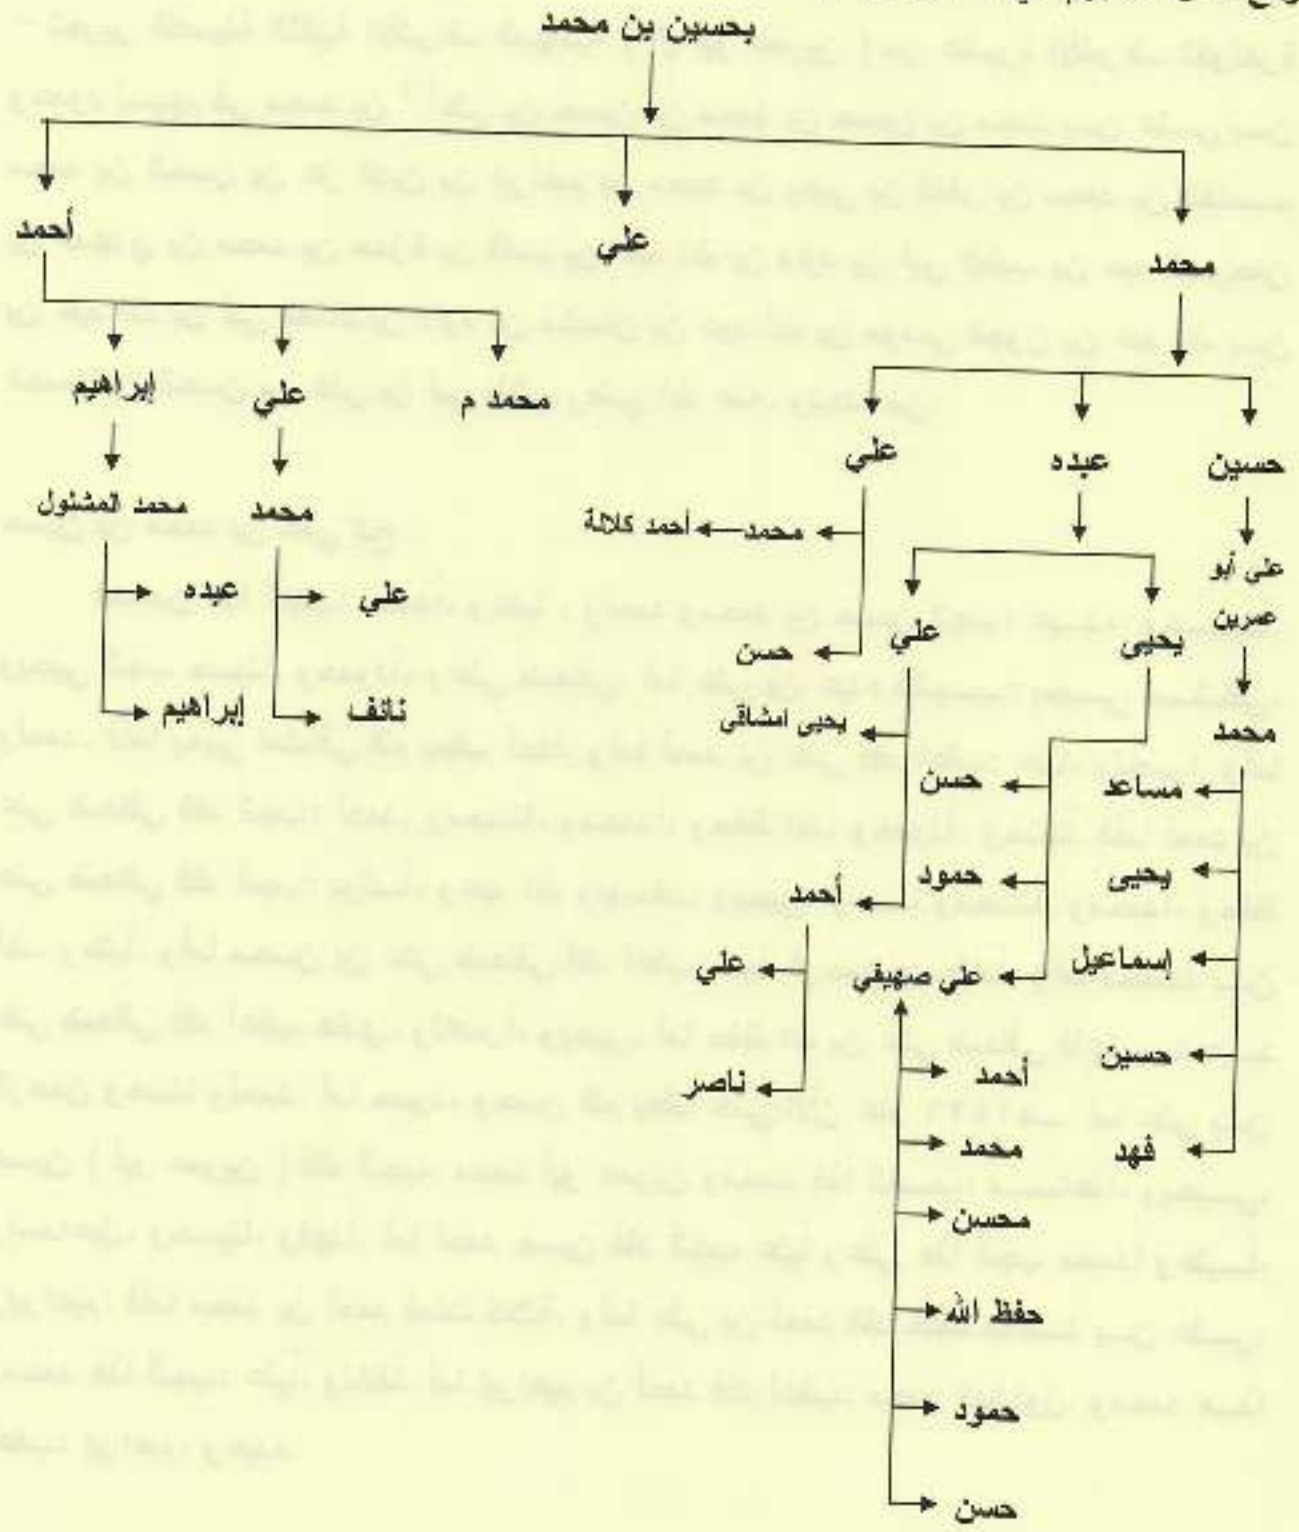 بحسين بن محمد
أحمد
علي
محمد
إبراهيم
علي
محمد م
علي
عبده
حسين
محمد المشنول
محمد
محمد
أحمد كلالة
علي أبو
عمرين
عبده
علي
علي
يحيى
حسن
إبراهيم
نائف
يحيى امشاقي
محمد
حسن
مساعد
حمود
يحيى
أحمد
علي صهيفي
إسماعيل
علي
حسين
أحمد
ناصر
محمد
فهد
محسن
حفظ الله
حمود
حسن